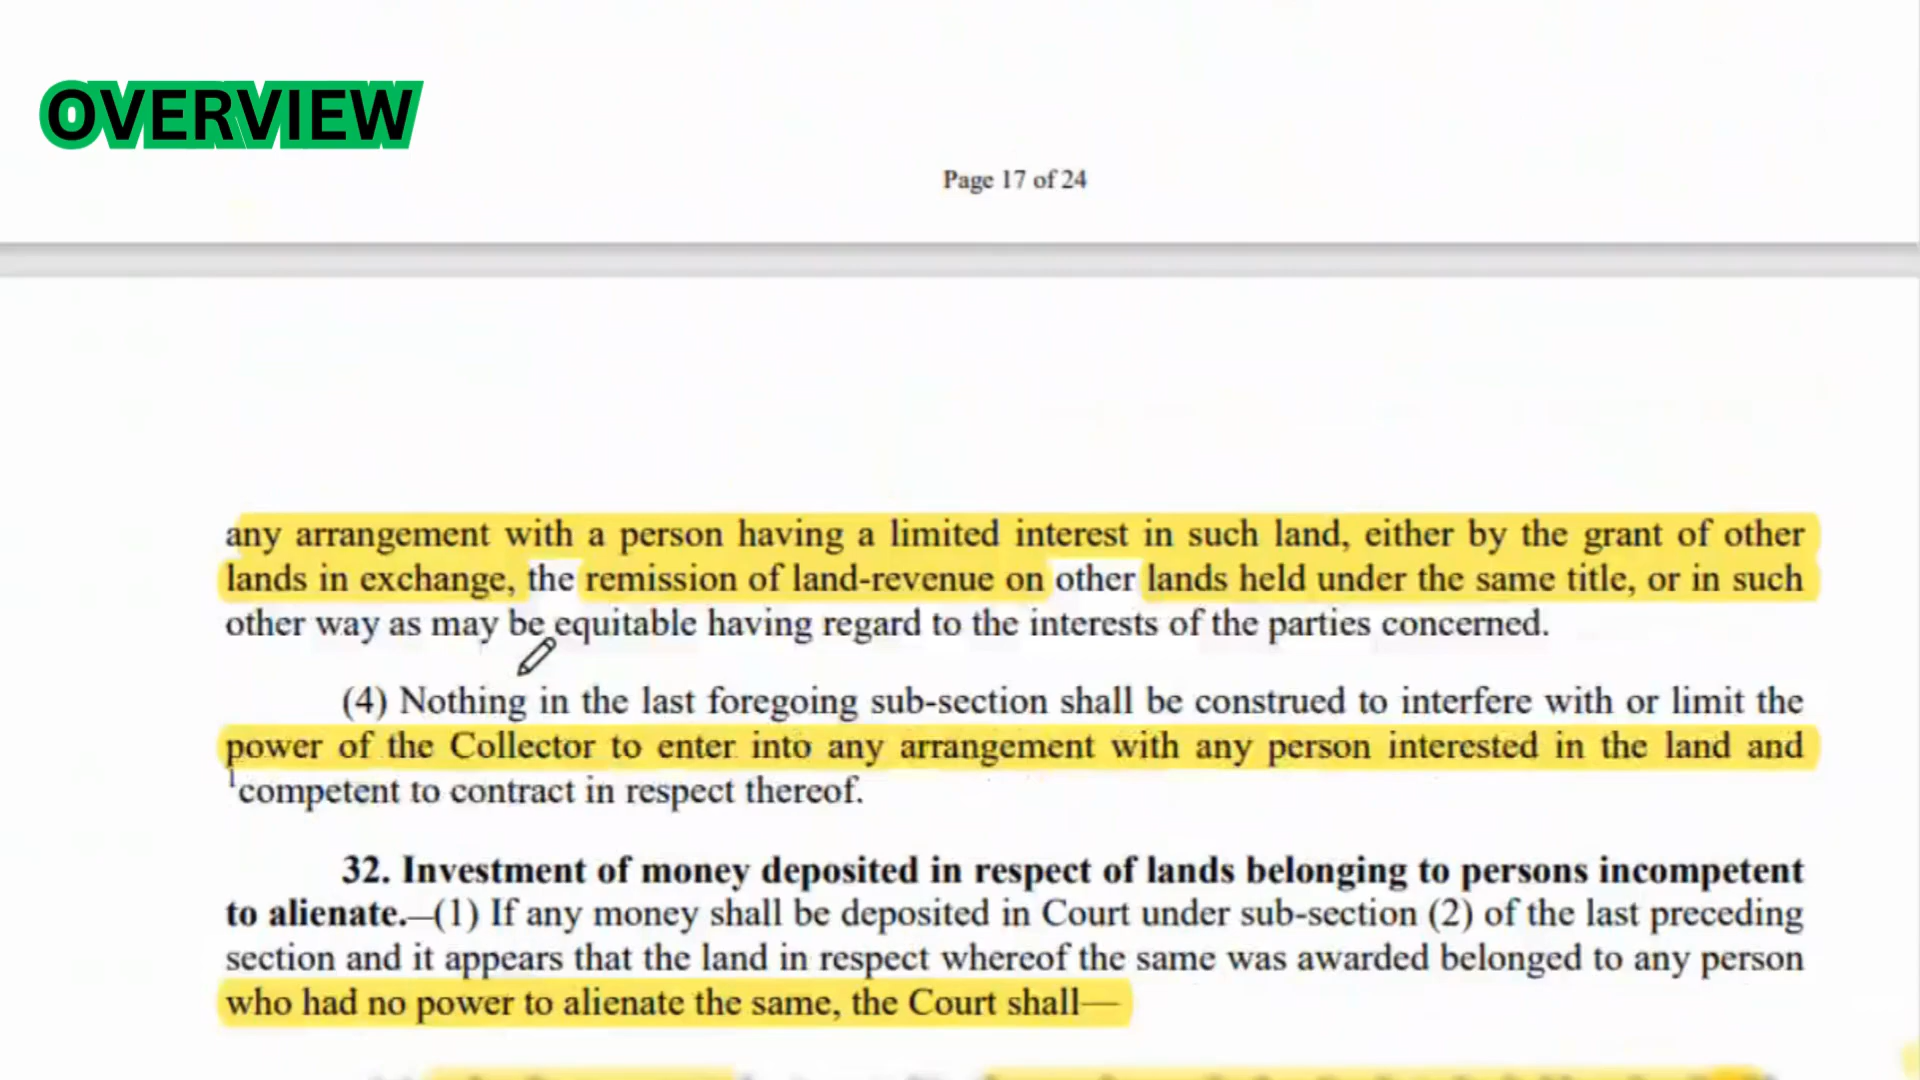 OVERVIEW
Page 17 of 24
any arrangement with a person having a limited interest in such land, either by the grant of other
lands in exchange, the remission of land-revenue on other lands held under the same title, or in such
other way as may be equitable having regard to the interests of the parties concerned.
(4) Nothing in the last foregoing sub-section shall be construed to interfere with or limit the
power of the Collector to enter into any arrangement with any person interested in the land and
competent to contract in respect thereof.
32. Investment of money deposited in respect of lands belonging to persons incompetent
to alienate.—(1) If any money shall be deposited in Court under sub-section (2) of the last preceding
section and it appears that the land in respect whereof the same was awarded belonged to any person
who had no power to alienate the same, the Court shall—